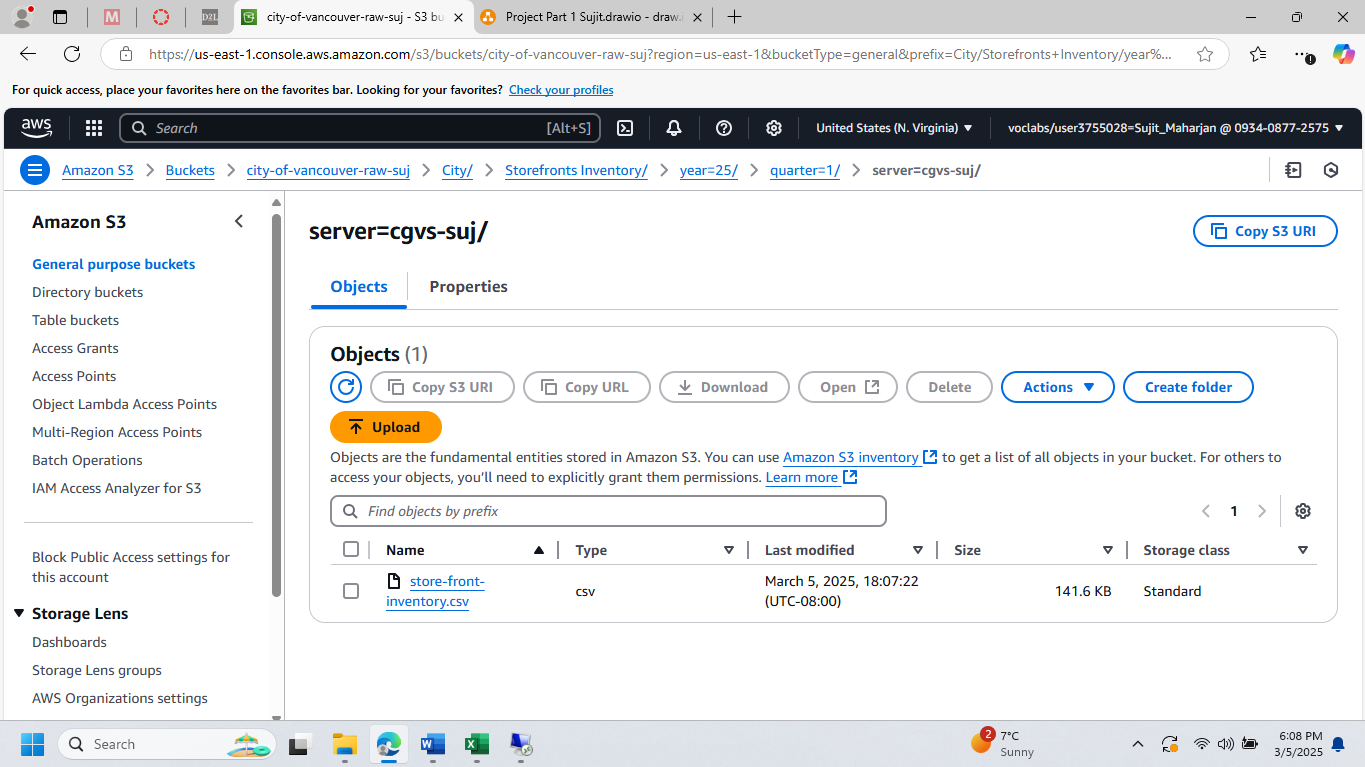 M
D2L
city-of-vancouver-raw-suj - S3 bu
Project Part 1 Sujit.drawio - draw.i
https://us-east-1.console.aws.amazon.com/s3/buckets/city-of-vancouver-raw-suj?region=us-east-1&bucketType=general&prefix=City/Storefronts+Inventory/year%...
For quick access, place your favorites here on the favorites bar. Looking for your favorites? Check your profiles
aws
Search
[Alt+S]
United States (N. Virginia)
voclabs/user3755028=Sujit_Maharjan @ 0934-0877-2575
Amazon S3
Buckets
city-of-vancouver-raw-suj
City/
Storefronts Inventory/
year=25/
quarter=1/
server=cgvs-suj/
Amazon S3
General purpose buckets
Directory buckets
Table buckets
Access Grants
Access Points
Object Lambda Access Points
Multi-Region Access Points
Batch Operations
IAM Access Analyzer for S3
Block Public Access settings for
this account
Storage Lens
Dashboards
Storage Lens groups
AWS Organizations settings
server=cgvs-suj/
Copy S3 URI
Objects
Properties
Objects (1)
Copy S3 URI
Copy URL
Download
Open
Delete
Actions
Create folder
Upload
Objects are the fundamental entities stored in Amazon S3. You can use Amazon S3 inventory to get a list of all objects in your bucket. For others to
access your objects, you'll need to explicitly grant them permissions. Learn more
Find objects by prefix
1
Name
Type
Last modified
Size
Storage class
store-front-
inventory.csv
csv
March 5, 2025, 18:07:22
(UTC-08:00)
141.6 KB
Standard
Search
2
7°C
Sunny
6:08 PM
3/5/2025